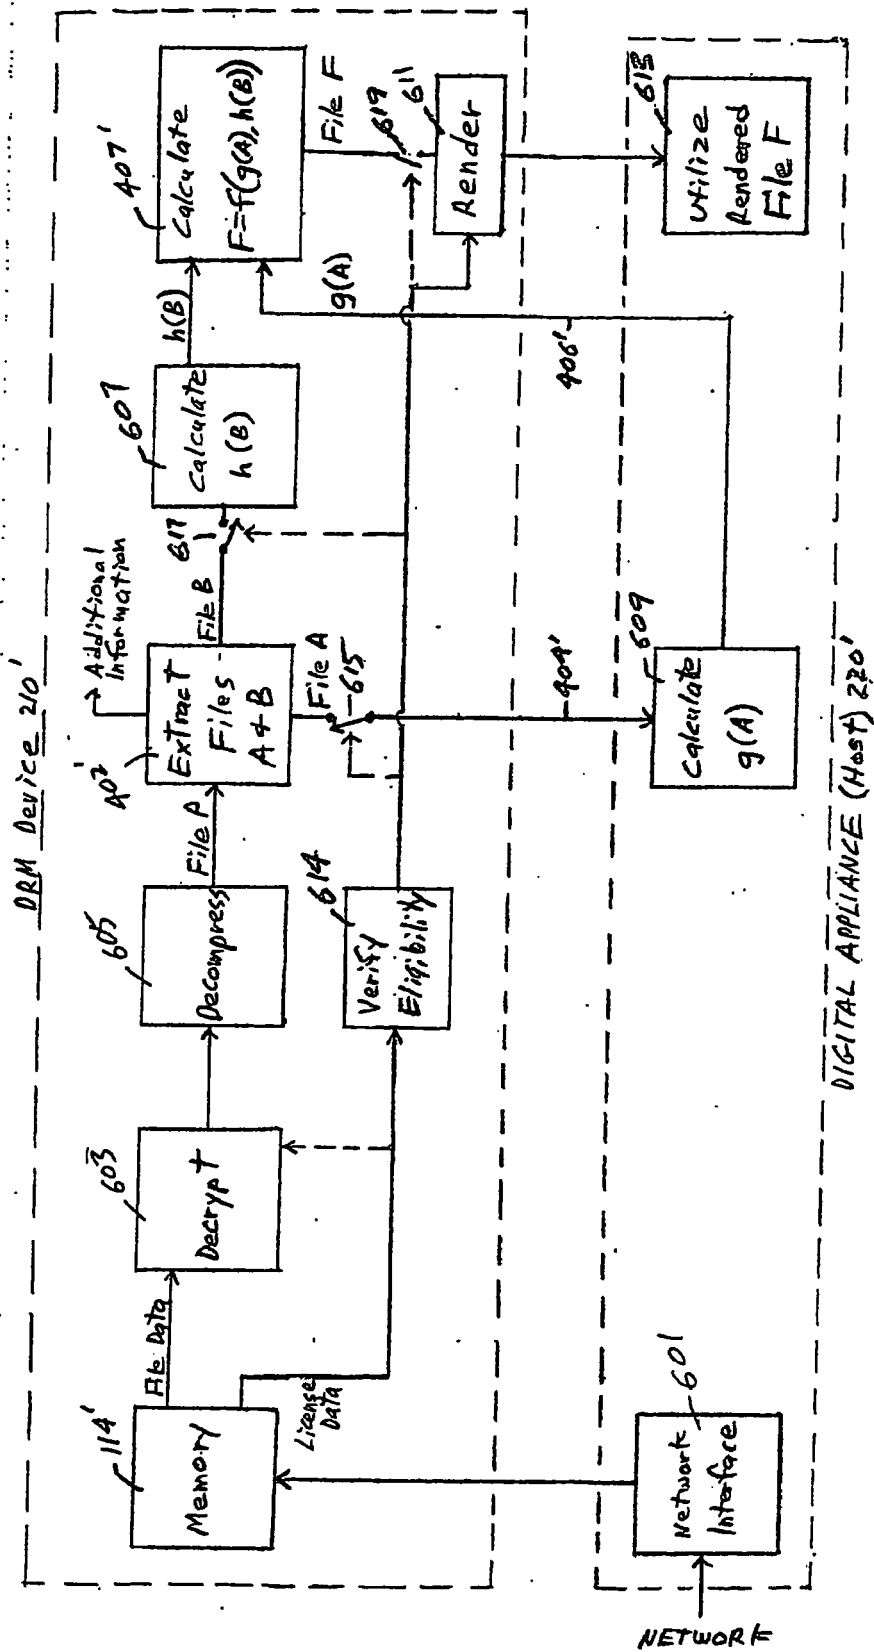 DRM Device 210'
114'
Memory
File Data
License
Data
603
Decrypt
605
Decompress
File P
614
Verify
Eligibility
402'
Extract
Files
A + B
Additional
Information
File B
617
File A
615
607
Calculate
h(B)
h(B)
g(A)
407'
Calculate
F=f(g(A), h(B))
File F
619
611
Render
404'
406'
NETWORK
601
Network
Interface
609
Calculate
g(A)
613
Utilize
Rendered
File F
DIGITAL APPLIANCE (Host) 220'